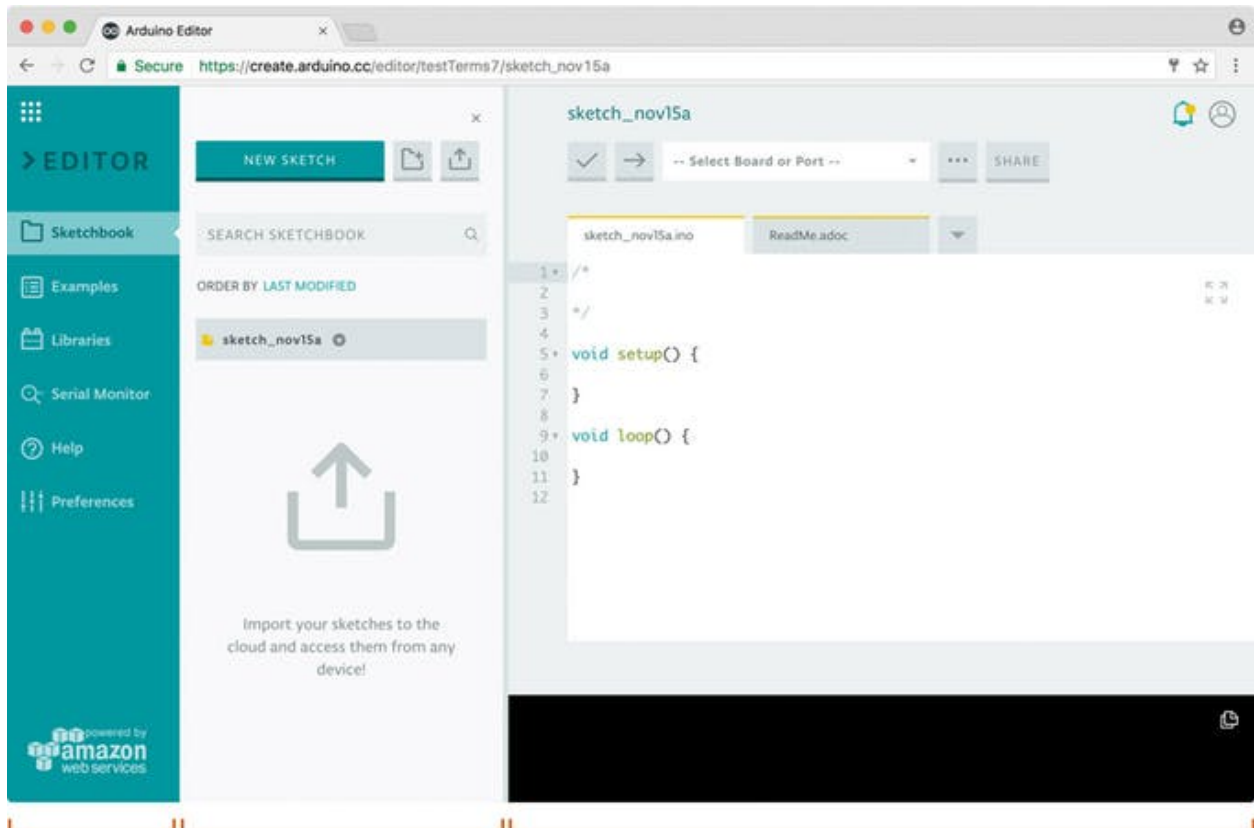 Arduino Editor
Secure https://create.arduino.cc/editor/testTerms7/sketch_nov15a
>EDITOR
Sketchbook
Examples
Libraries
Serial Monitor
Help
Preferences
powered by
amazon
web services
NEW SKETCH
SEARCH SKETCHBOOK
ORDER BY LAST MODIFIED
sketch_nov15a
Import your sketches to the
cloud and access them from any
device!
sketch_nov15a
-- Select Board or Port --
SHARE
sketch_nov15a.ino ReadMe.adoc
1 /*
2
3 */
4
5 void setup() {
6
7 }
8
9 void loop() {
10
11 }
12